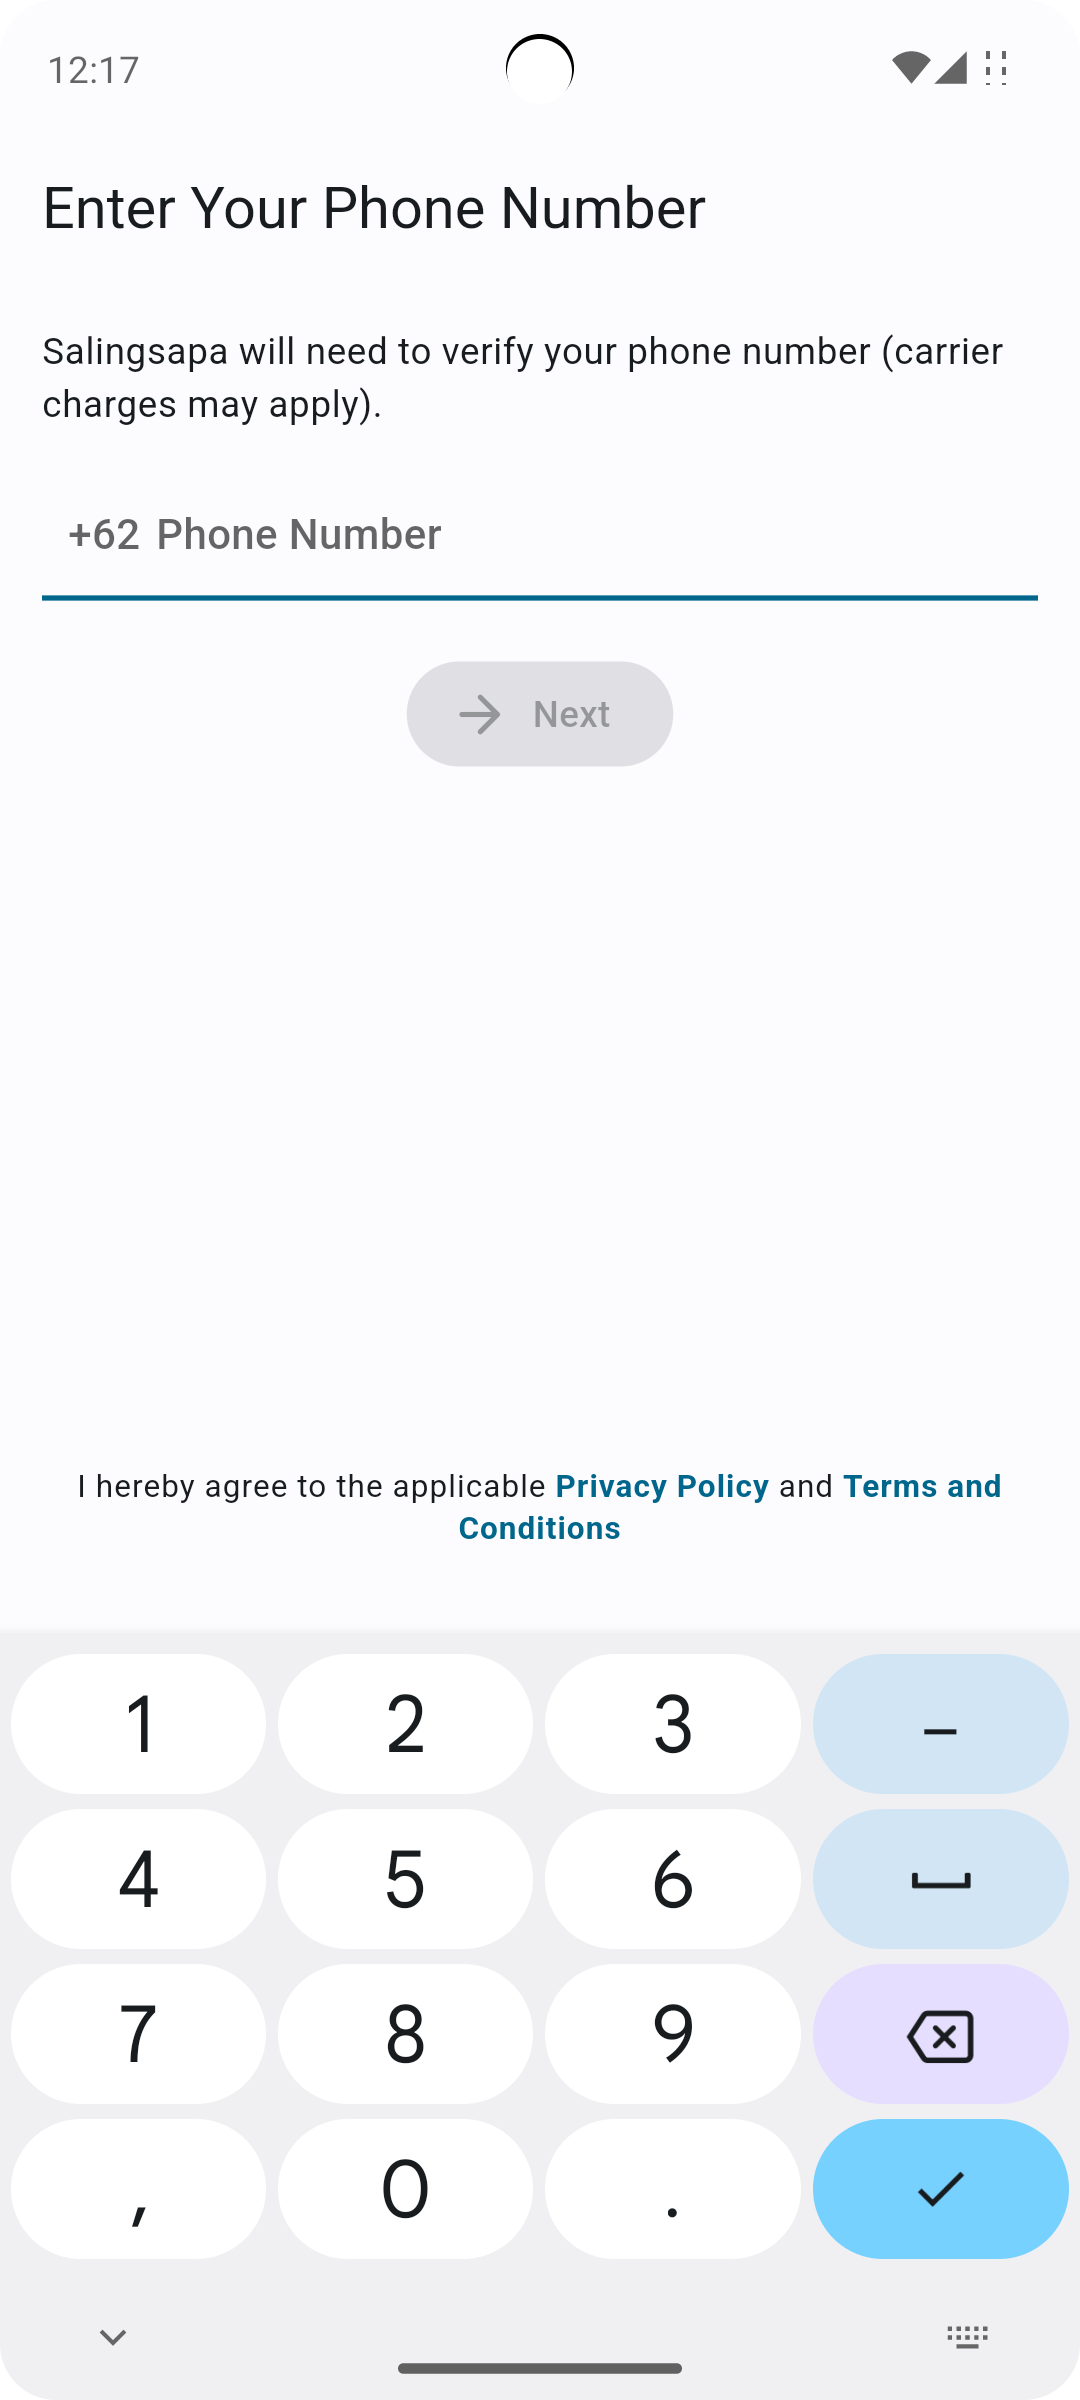 12:17
Enter Your Phone Number
Salingsapa will need to verify your phone number (carrier
charges may apply).
+62 Phone Number
Next
I hereby agree to the applicable Privacy Policy and Terms and
Conditions
1 2 3 –
4 5 6
7 8 9
, 0 .